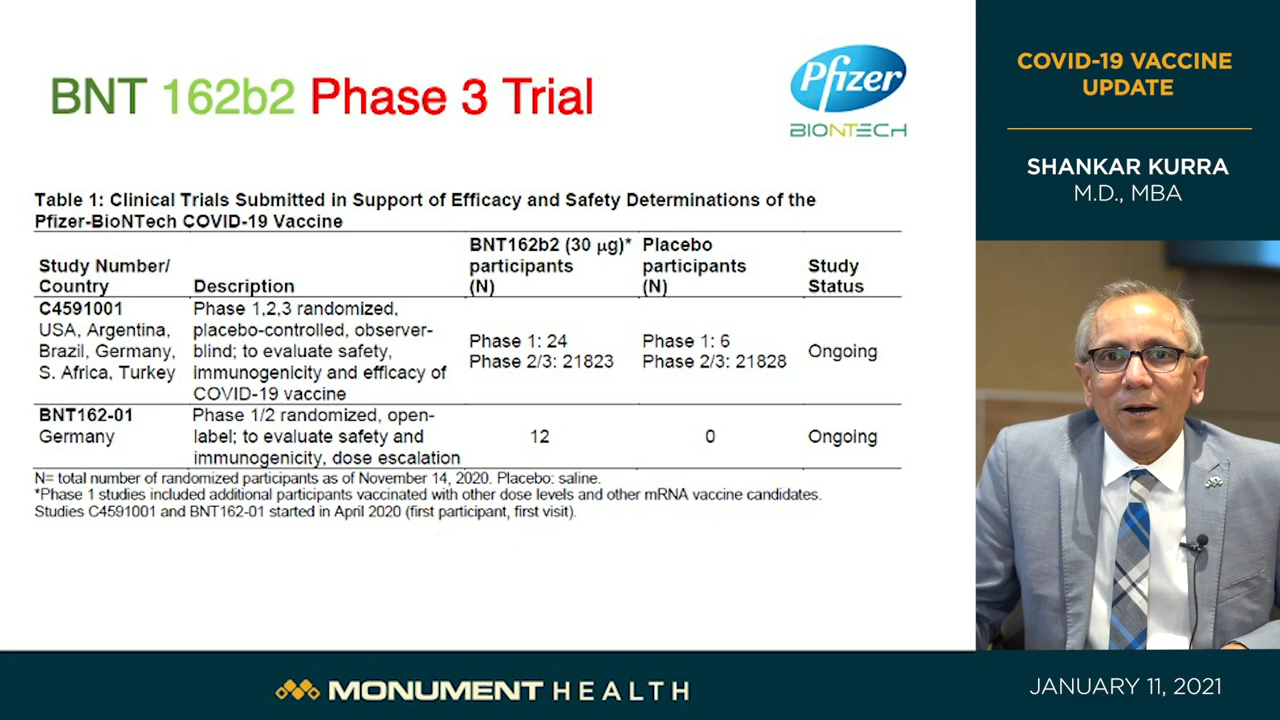 BNT 162b2 Phase 3 Trial
Pfizer
BIONTECH
Table 1: Clinical Trials Submitted in Support of Efficacy and Safety Determinations of the
Pfizer-BioNTech COVID-19 Vaccine
Study Number/
Country
Description
BNT162b2 (30 μg)*
participants
(N)
Placebo
participants
(N)
Study
Status
C4591001
USA, Argentina,
Brazil, Germany,
S. Africa, Turkey
Phase 1,2,3 randomized,
placebo-controlled, observer-
blind; to evaluate safety,
immunogenicity and efficacy of
COVID-19 vaccine
Phase 1: 24
Phase 2/3: 21823
Phase 1: 6
Phase 2/3: 21828
Ongoing
BNT162-01
Germany
Phase 1/2 randomized, open-
label; to evaluate safety and
immunogenicity, dose escalation
12
0
Ongoing
N= total number of randomized participants as of November 14, 2020. Placebo: saline.
*Phase 1 studies included additional participants vaccinated with other dose levels and other mRNA vaccine candidates.
Studies C4591001 and BNT162-01 started in April 2020 (first participant, first visit).
COVID-19 VACCINE
UPDATE
SHANKAR KURRA
M.D., MBA
MONUMENT HEALTH
JANUARY 11, 2021